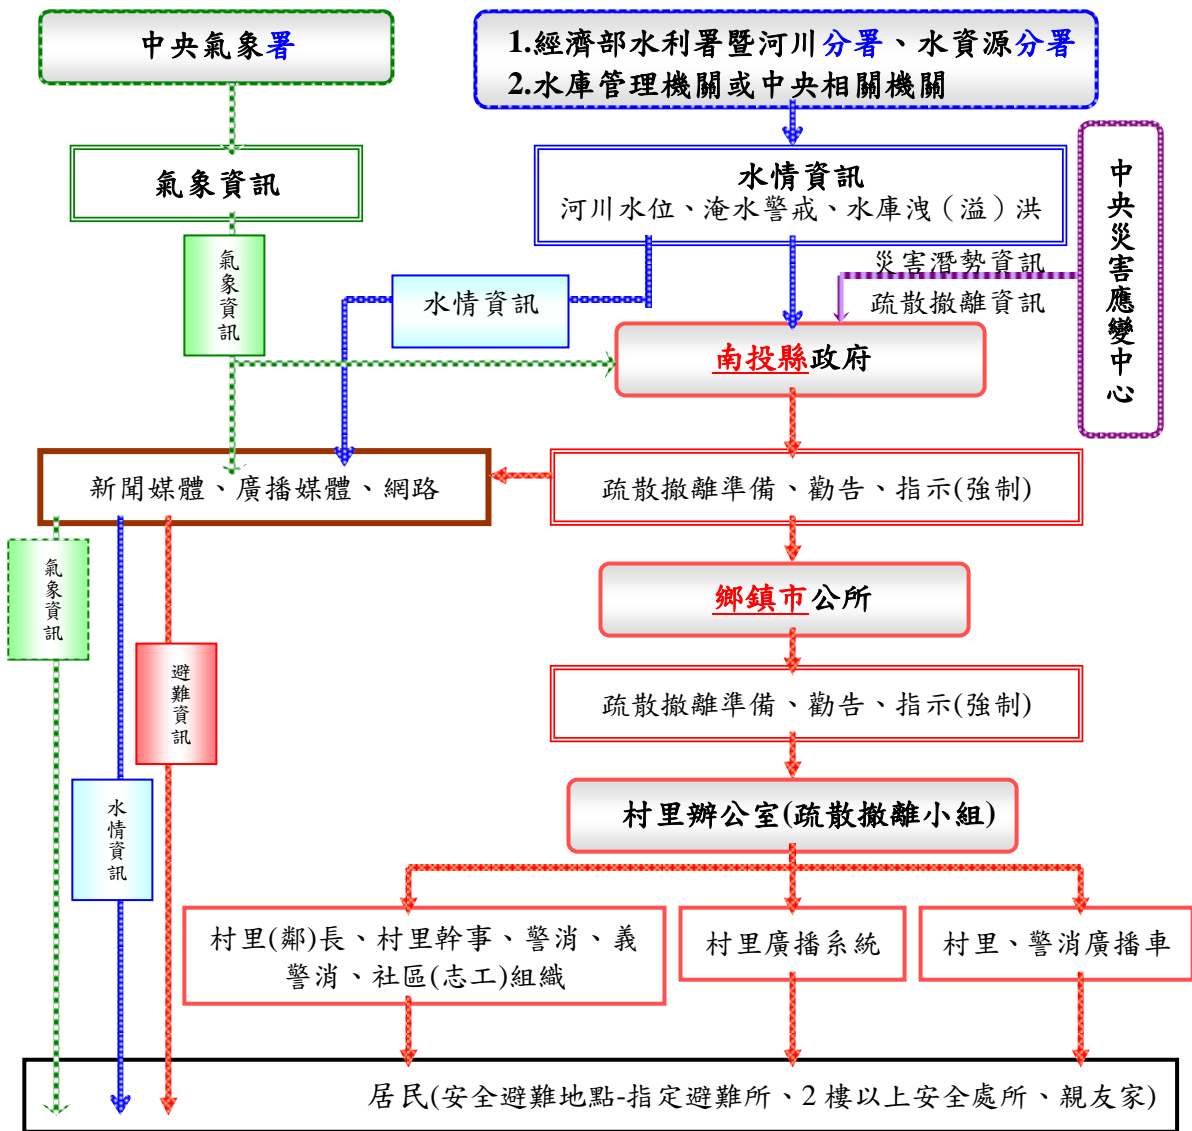 中央氣象署
1.經濟部水利署暨河川分署、水資源分署
2.水庫管理機關或中央相關機關
中央災害應變中心
氣象資訊
水情資訊
河川水位、淹水警戒、水庫洩（溢）洪
氣象資訊
水情資訊
災害潛勢資訊
疏散撤離資訊
南投縣政府
新聞媒體、廣播媒體、網路
疏散撤離準備、勸告、指示(強制)
氣象資訊
鄉鎮市公所
避難資訊
疏散撤離準備、勸告、指示(強制)
水情資訊
村里辦公室(疏散撤離小組)
村里(鄰)長、村里幹事、警消、義
警消、社區(志工)組織
村里廣播系統
村里、警消廣播車
居民(安全避難地點-指定避難所、2 樓以上安全處所、親友家)